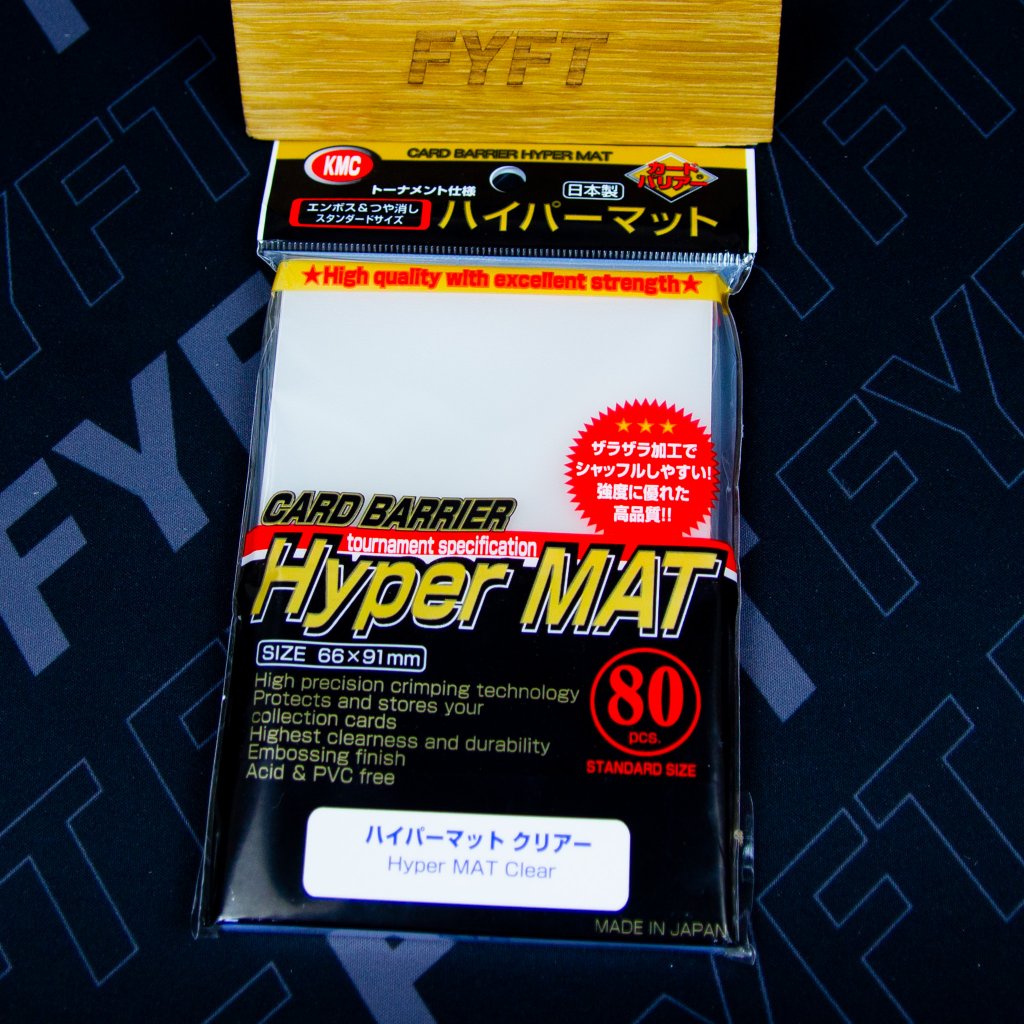 FYFT
KMC
CARD BARRIER HYPER MAT
カード
バリアー
トーナメント仕様
日本製
エンボス&つや消し
スタンダードサイズ
ハイパーマット
★High quality with excellent strength★
★★★
ザラザラ加工で
シャッフルしやすい!
強度に優れた
高品質!!
CARD BARRIER
tournament specification
Hyper MAT
SIZE 66×91mm
High precision crimping technology
Protects and stores your
collection cards
Highest clearness and durability
Embossing finish
Acid & PVC free
80
pcs.
STANDARD SIZE
ハイパーマット クリアー
Hyper MAT Clear
MADE IN JAPAN
FYFT
FYFT
FYFT